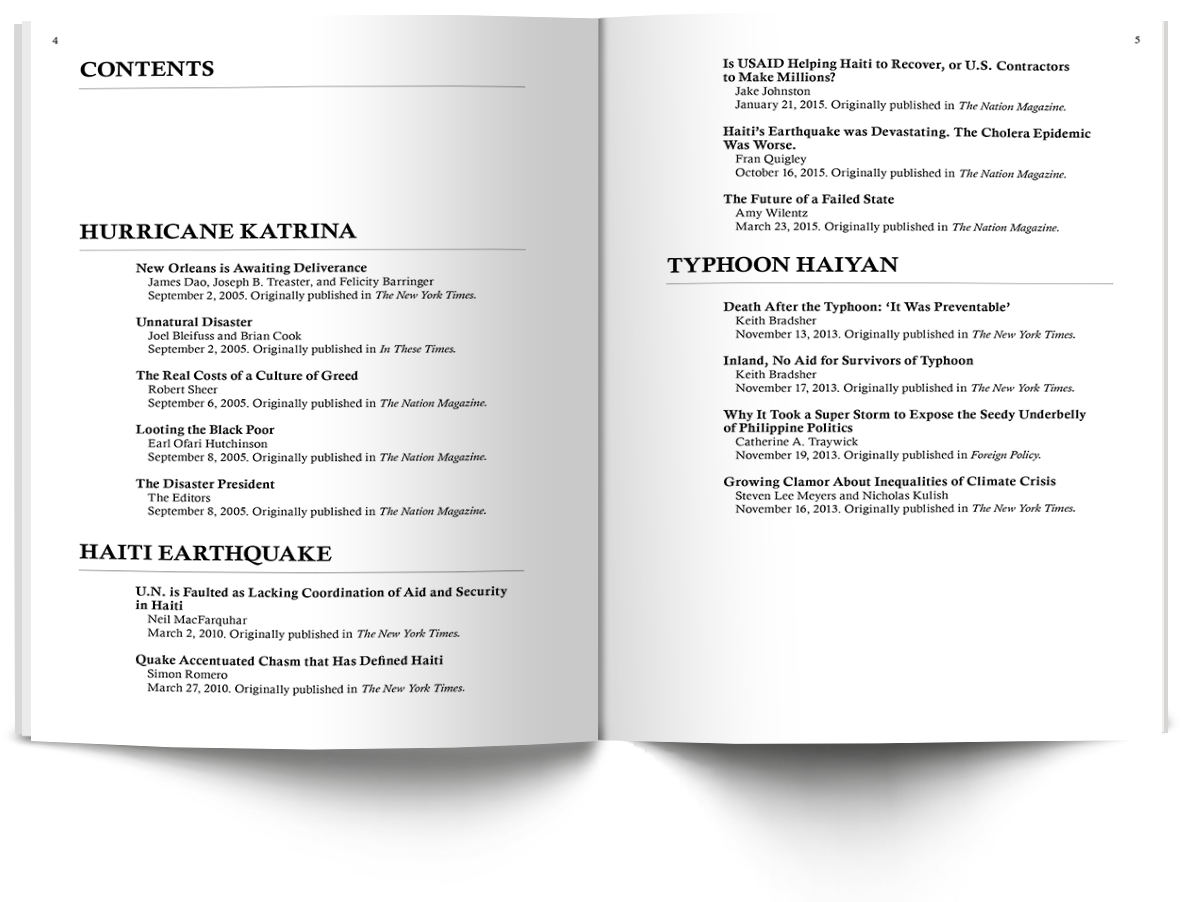 4
CONTENTS
HURRICANE KATRINA
New Orleans is Awaiting Deliverance
James Dao, Joseph B. Treaster, and Felicity Barringer
September 2, 2005. Originally published in The New York Times.
Unnatural Disaster
Joel Bleifuss and Brian Cook
September 2, 2005. Originally published in In These Times.
The Real Costs of a Culture of Greed
Robert Sheer
September 6, 2005. Originally published in The Nation Magazine.
Looting the Black Poor
Earl Ofari Hutchinson
September 8, 2005. Originally published in The Nation Magazine.
The Disaster President
The Editors
September 8, 2005. Originally published in The Nation Magazine.
HAITI EARTHQUAKE
U.N. is Faulted as Lacking Coordination of Aid and Security
in Haiti
Neil MacFarquhar
March 2, 2010. Originally published in The New York Times.
Quake Accentuated Chasm that Has Defined Haiti
Simon Romero
March 27, 2010. Originally published in The New York Times.
5
Is USAID Helping Haiti to Recover, or U.S. Contractors
to Make Millions?
Jake Johnston
January 21, 2015. Originally published in The Nation Magazine.
Haiti's Earthquake was Devastating. The Cholera Epidemic
Was Worse.
Fran Quigley
October 16, 2015. Originally published in The Nation Magazine.
The Future of a Failed State
Amy Wilentz
March 23, 2015. Originally published in The Nation Magazine.
TYPHOON HAIYAN
Death After the Typhoon: ‘It Was Preventable’
Keith Bradsher
November 13, 2013. Originally published in The New York Times.
Inland, No Aid for Survivors of Typhoon
Keith Bradsher
November 17, 2013. Originally published in The New York Times.
Why It Took a Super Storm to Expose the Seedy Underbelly
of Philippine Politics
Catherine A. Traywick
November 19, 2013. Originally published in Foreign Policy.
Growing Clamor About Inequalities of Climate Crisis
Steven Lee Meyers and Nicholas Kulish
November 16, 2013. Originally published in The New York Times.